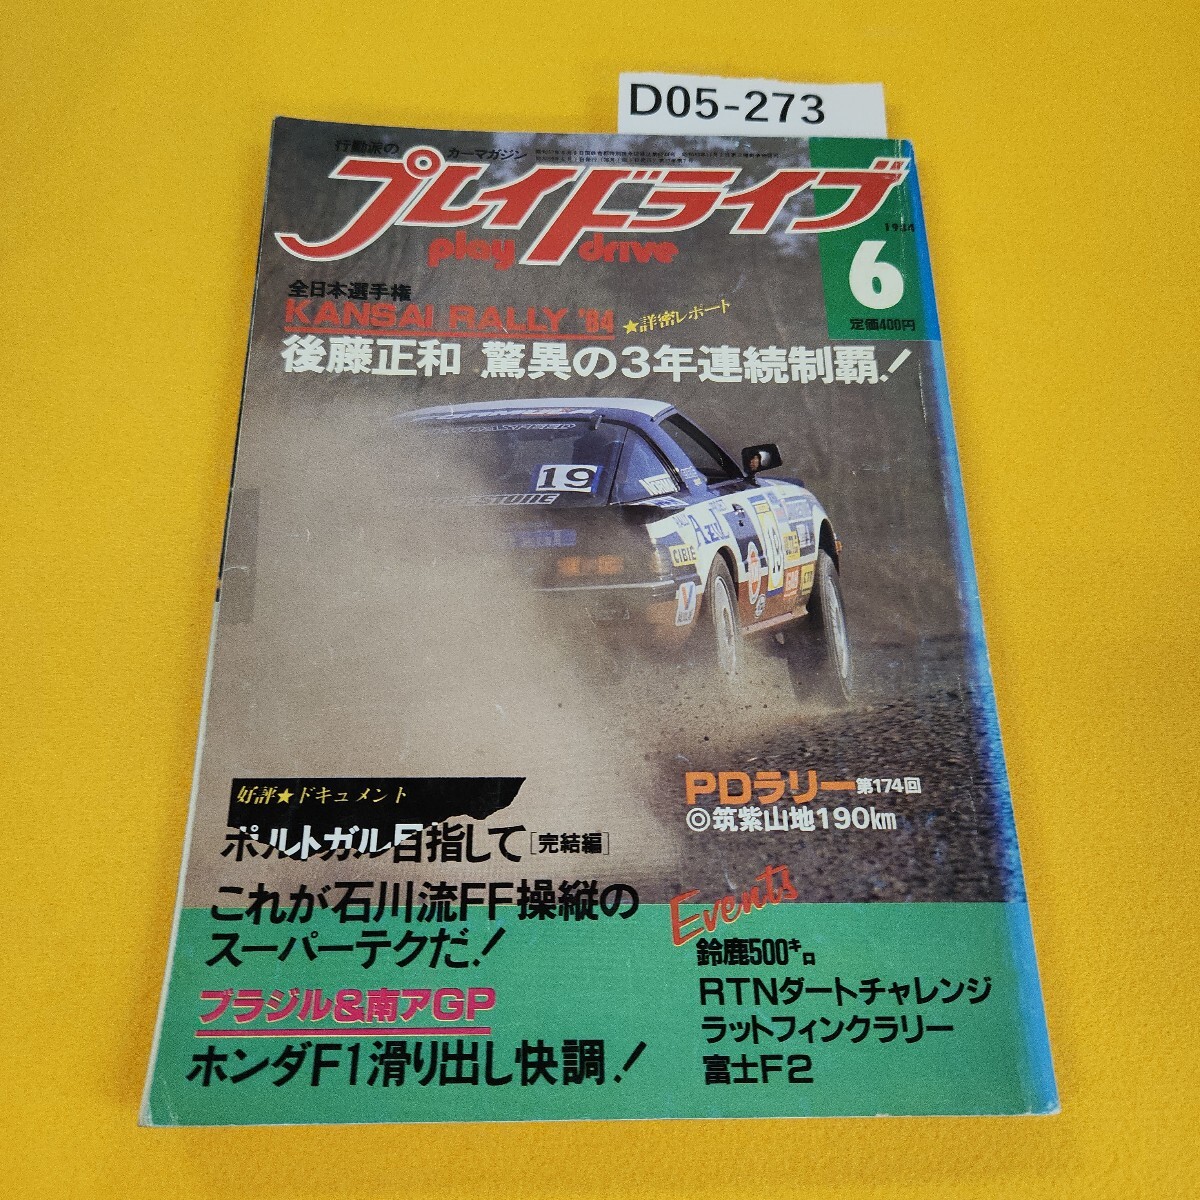 D05-273
行動派の カーマガジン
プレイドライブ
play drive
1984
6
定価400円
全日本選手権
KANSAI RALLY '84
★詳密レポート
後藤正和 驚異の3年連続制覇!
19
CIBIE
19
PDラリー第174回
◎筑紫山地190km
好評★ドキュメント
ポルトガル目指して[完結編]
これが石川流FF操縦の
スーパーテクだ!
ブラジル&南アGP
ホンダF1滑り出し快調!
Events
鈴鹿500キロ
RTNダートチャレンジ
ラットフィンクラリー
富士F2